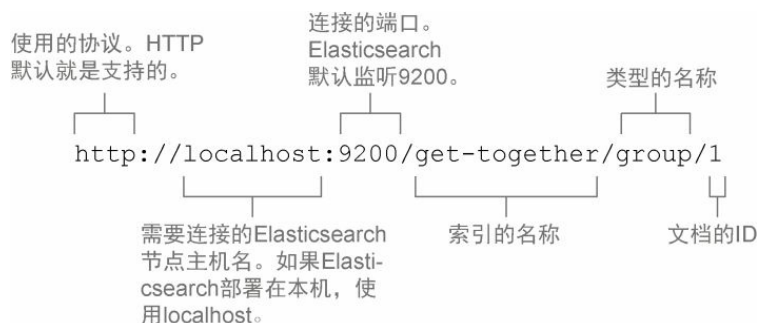 使用的协议。HTTP
默认就是支持的。
连接的端口。
Elasticsearch
默认监听9200。
类型的名称
http://localhost:9200/get-together/group/1
需要连接的Elasticsearch
节点主机名。如果Elasti-
csearch部署在本机，使
用localhost。
索引的名称
文档的ID